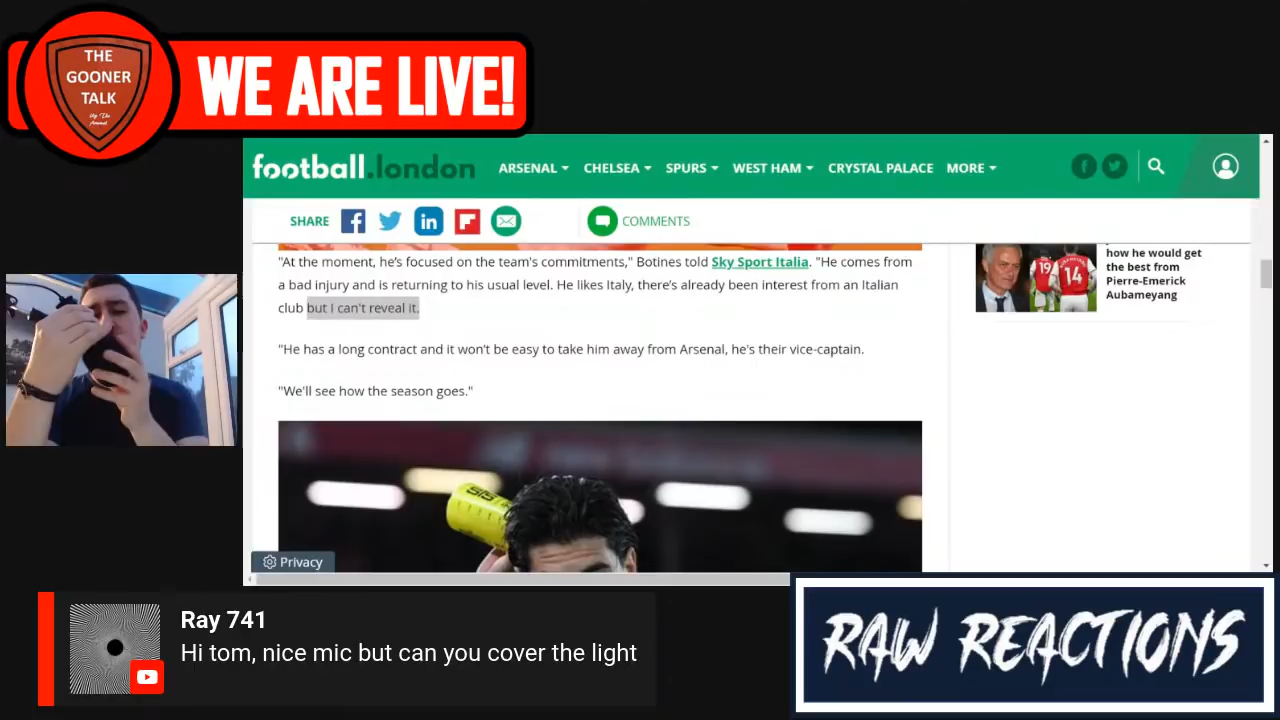 THE
GOONER
TALK
Up The
Arsenal
WE ARE LIVE!
football.london
ARSENAL
CHELSEA
SPURS
WEST HAM
CRYSTAL PALACE
MORE
SHARE
COMMENTS
"At the moment, he's focused on the team's commitments," Botines told Sky Sport Italia. "He comes from
a bad injury and is returning to his usual level. He likes Italy, there's already been interest from an Italian
club but I can't reveal it.
"He has a long contract and it won't be easy to take him away from Arsenal, he's their vice-captain.
"We'll see how the season goes."
how he would get
the best from
Pierre-Emerick
Aubameyang
19
14
SiS
Privacy
Ray 741
Hi tom, nice mic but can you cover the light
RAW REACTIONS